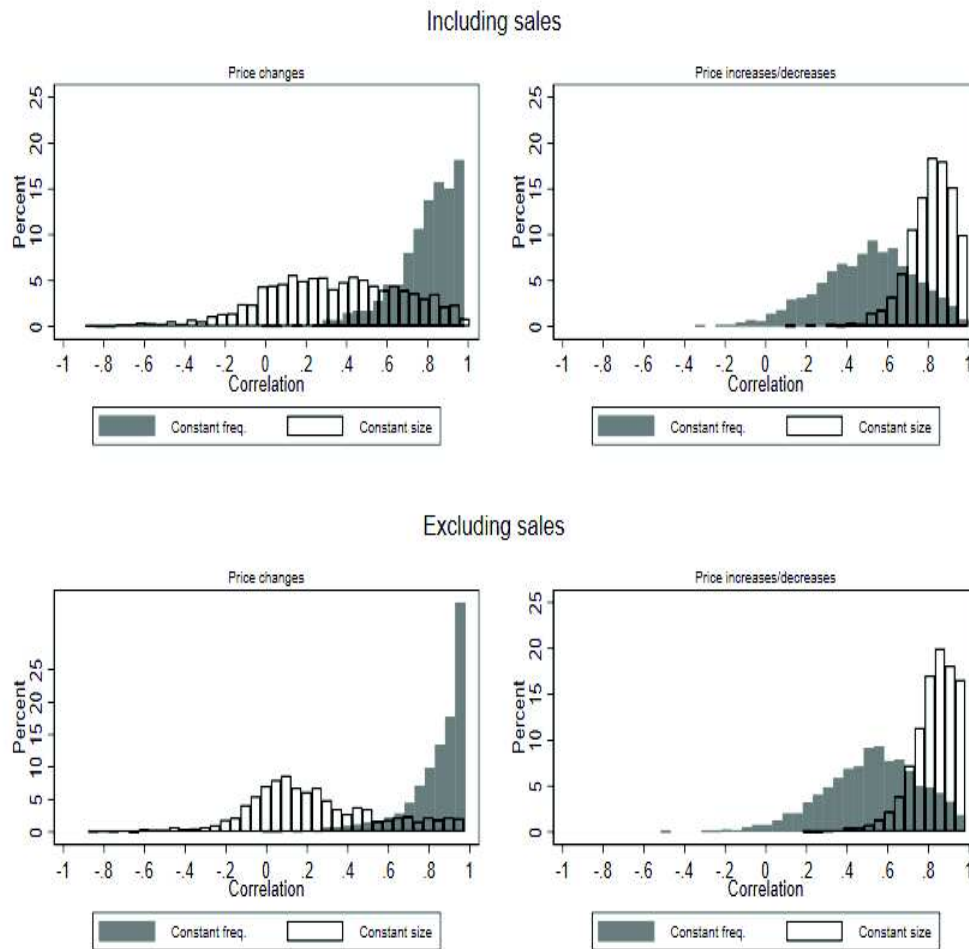 Including sales
Price changes
Price increases/decreases
25
20
15
10
5
0
Percent
-1 -.8 -.6 -.4 -.2 0 .2 .4 .6 .8 1
Correlation
Constant freq. Constant size
25
20
15
10
5
0
Percent
-1 -.8 -.6 -.4 -.2 0 .2 .4 .6 .8 1
Correlation
Constant freq. Constant size
Excluding sales
Price changes
Price increases/decreases
25
20
15
10
5
0
Percent
-1 -.8 -.6 -.4 -.2 0 .2 .4 .6 .8 1
Correlation
Constant freq. Constant size
25
20
15
10
5
0
Percent
-1 -.8 -.6 -.4 -.2 0 .2 .4 .6 .8 1
Correlation
Constant freq. Constant size